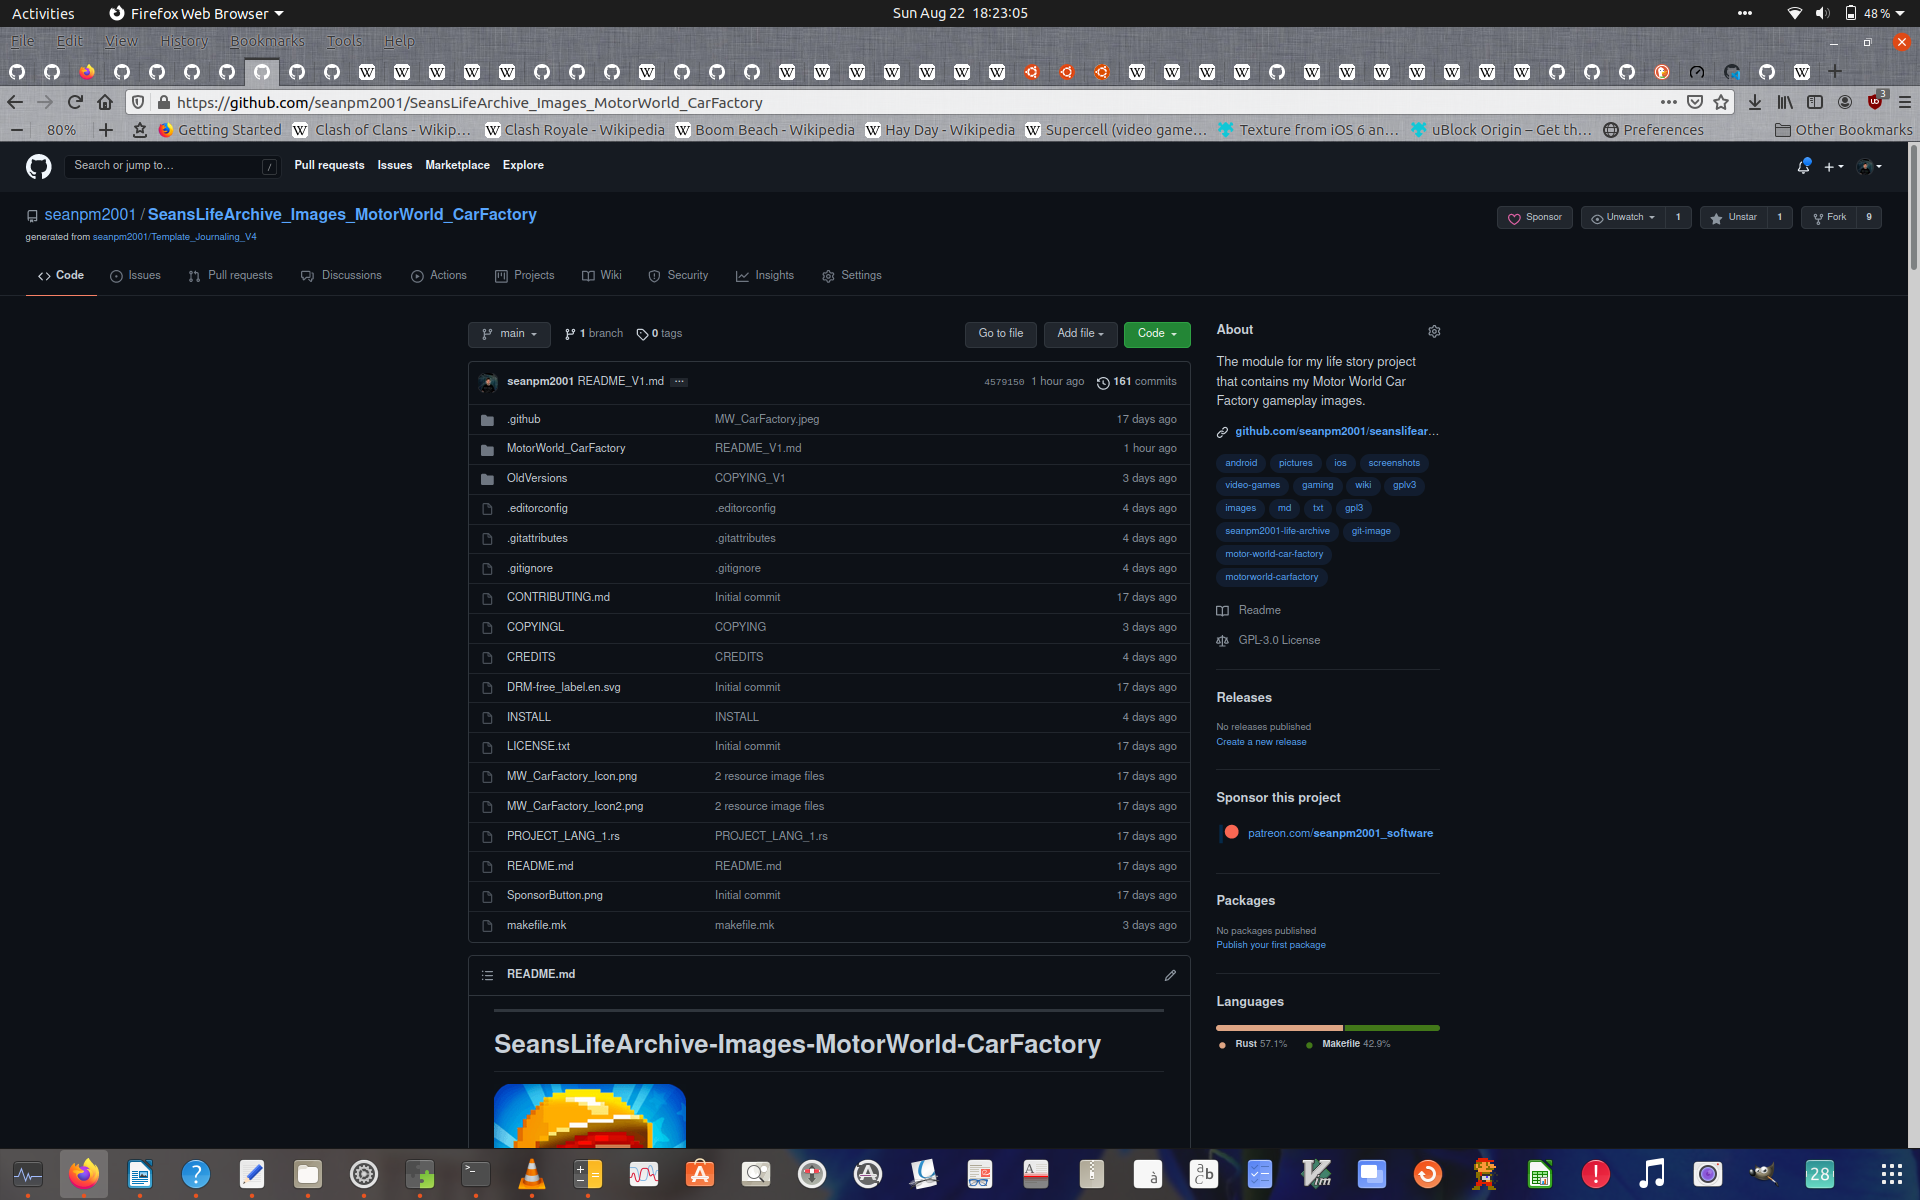 Activities Firefox Web Browser Sun Aug 22 18:23:05 48 %
File Edit View History Bookmarks Tools Help
https://github.com/seanpm2001/SeansLifeArchive_Images_MotorWorld_CarFactory 3
80% Getting Started Clash of Clans - Wikip… Clash Royale - Wikipedia Boom Beach - Wikipedia Hay Day - Wikipedia Supercell (video game… Texture from iOS 6 an… uBlock Origin – Get th… Preferences Other Bookmarks
Search or jump to… / Pull requests Issues Marketplace Explore
seanpm2001 / SeansLifeArchive_Images_MotorWorld_CarFactory Sponsor Unwatch 1 Unstar 1 Fork 9
generated from seanpm2001/Template_Journaling_V4
Code Issues Pull requests Discussions Actions Projects Wiki Security Insights Settings
main 1 branch 0 tags Go to file Add file Code
seanpm2001 README_V1.md ... 4579150 1 hour ago 161 commits
.github MW_CarFactory.jpeg 17 days ago
MotorWorld_CarFactory README_V1.md 1 hour ago
OldVersions COPYING_V1 3 days ago
.editorconfig .editorconfig 4 days ago
.gitattributes .gitattributes 4 days ago
.gitignore .gitignore 4 days ago
CONTRIBUTING.md Initial commit 17 days ago
COPYINGL COPYING 3 days ago
CREDITS CREDITS 4 days ago
DRM-free_label.en.svg Initial commit 17 days ago
INSTALL INSTALL 4 days ago
LICENSE.txt Initial commit 17 days ago
MW_CarFactory_Icon.png 2 resource image files 17 days ago
MW_CarFactory_Icon2.png 2 resource image files 17 days ago
PROJECT_LANG_1.rs PROJECT_LANG_1.rs 17 days ago
README.md README.md 17 days ago
SponsorButton.png Initial commit 17 days ago
makefile.mk makefile.mk 3 days ago
README.md
SeansLifeArchive-Images-MotorWorld-CarFactory
About
The module for my life story project
that contains my Motor World Car
Factory gameplay images.
github.com/seanpm2001/seanslifear…
android pictures ios screenshots
video-games gaming wiki gplv3
images md txt gpl3
seanpm2001-life-archive git-image
motor-world-car-factory
motorworld-carfactory
Readme
GPL-3.0 License
Releases
No releases published
Create a new release
Sponsor this project
patreon.com/seanpm2001_software
Packages
No packages published
Publish your first package
Languages
Rust 57.1% Makefile 42.9%
28